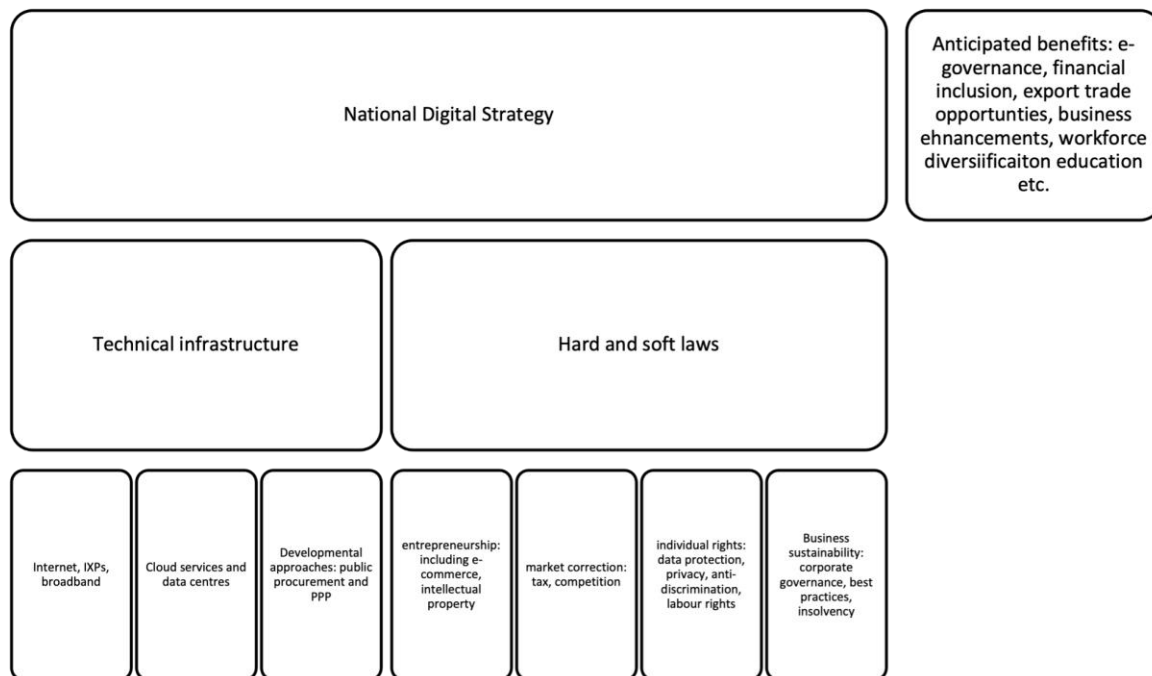 National Digital Strategy
Anticipated benefits: e-
governance, financial
inclusion, export trade
opportunties, business
ehnancements, workforce
diversiificaiton education
etc.
Technical infrastructure
Hard and soft laws
Internet, IXPs,
broadband
Cloud services and
data centres
Developmental
approaches: public
procurement and
PPP
entrepreneurship:
including e-
commerce,
intellectual
property
market correction:
tax, competition
individual rights:
data protection,
privacy, anti-
discrimination,
labour rights
Business
sustainability:
corporate
governance, best
practices,
insolvency